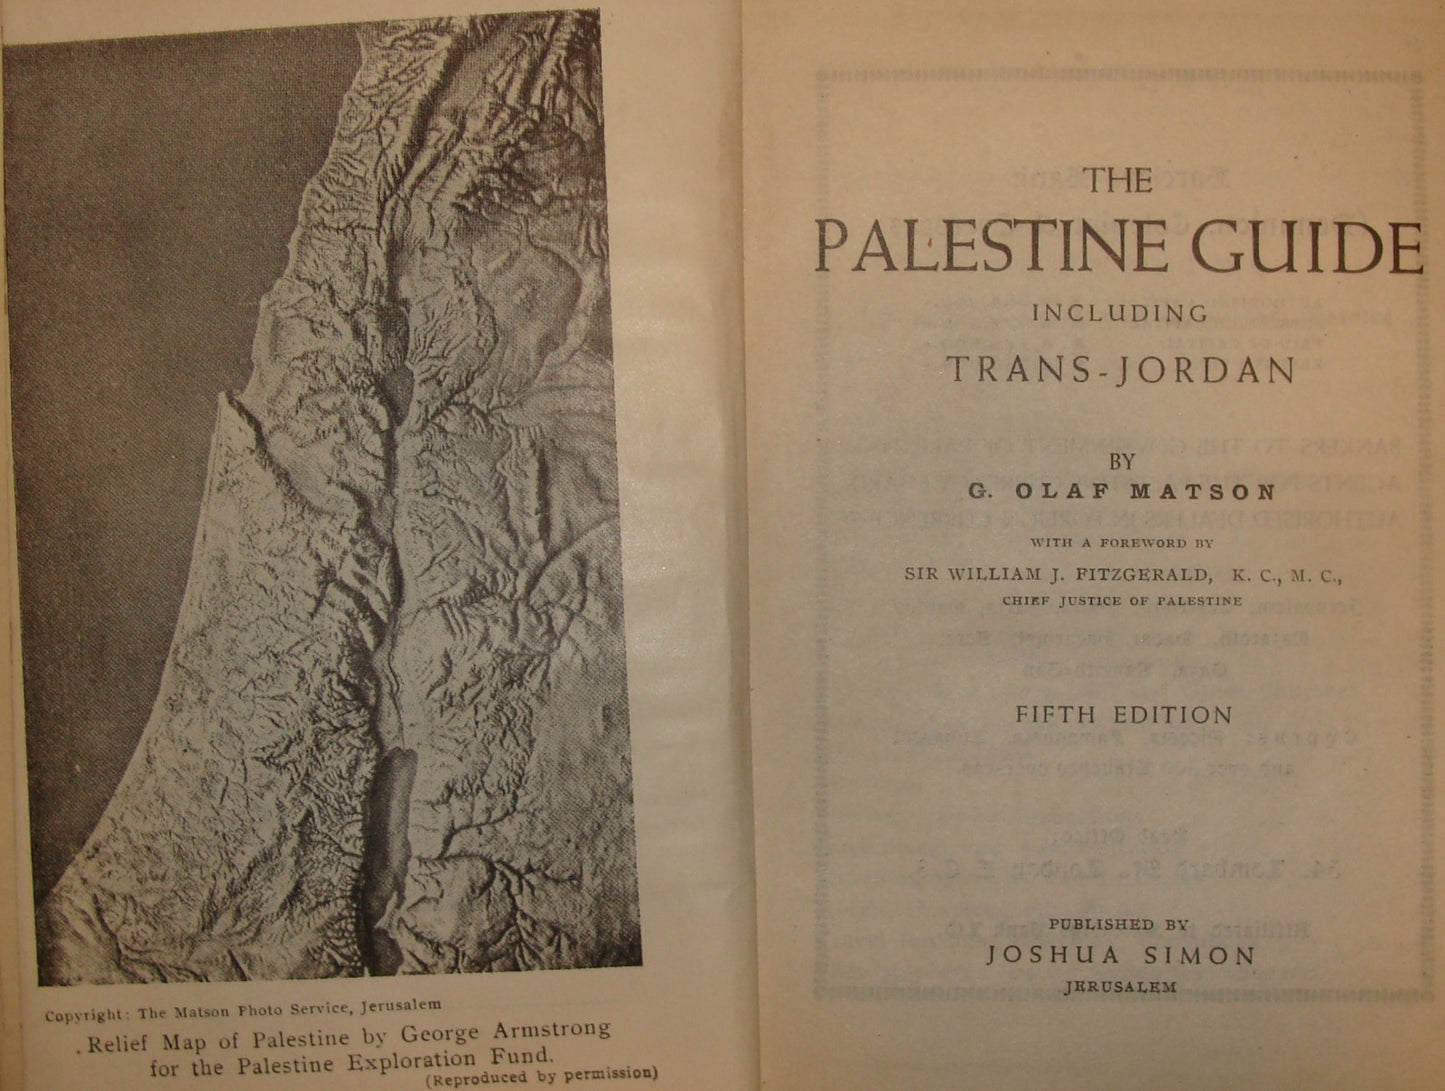 Copyright: The Matson Photo Service, Jerusalem
Relief Map of Palestine by George Armstrong
for the Palestine Exploration Fund.
(Reproduced by permission)
THE
PALESTINE GUIDE
INCLUDING
TRANS-JORDAN
BY
G. OLAF MATSON
WITH A FOREWORD BY
SIR WILLIAM J. FITZGERALD, K. C., M. C.,
CHIEF JUSTICE OF PALESTINE
FIFTH EDITION
PUBLISHED BY
JOSHUA SIMON
JERUSALEM